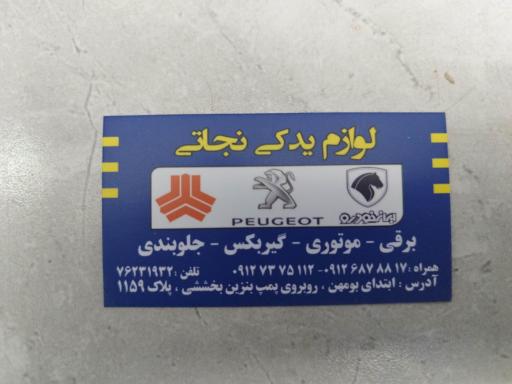 لوازم یدکی نجاتی
ایران خودرو
PEUGEOT
برقی - موتوری - گیربکس - جلوبندی
همراه: ۰۹۱۲ ۶۸۷ ۸۸ ۱۷ - ۰۹۱۲ ۷۳ ۷۵ ۱۱۲ تلفن: ۷۶۲۳۱۹۳۲
آدرس: ابتدای بومهن ، روبروی پمپ بنزین بخششی ، پلاک ۱۱۵۹